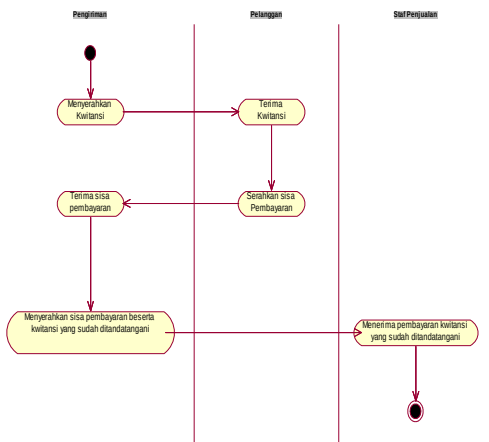 Pengiriman
Pelanggan
Staf Penjualan
Menyerahkan
Kwitansi
Terima
Kwitansi
Terima sisa
pembayaran
Serahkan sisa
Pembayaran
Menyerahkan sisa pembayaran beserta
kwitansi yang sudah ditandatangani
Menerima pembayaran kwitansi
yang sudah ditandatangani